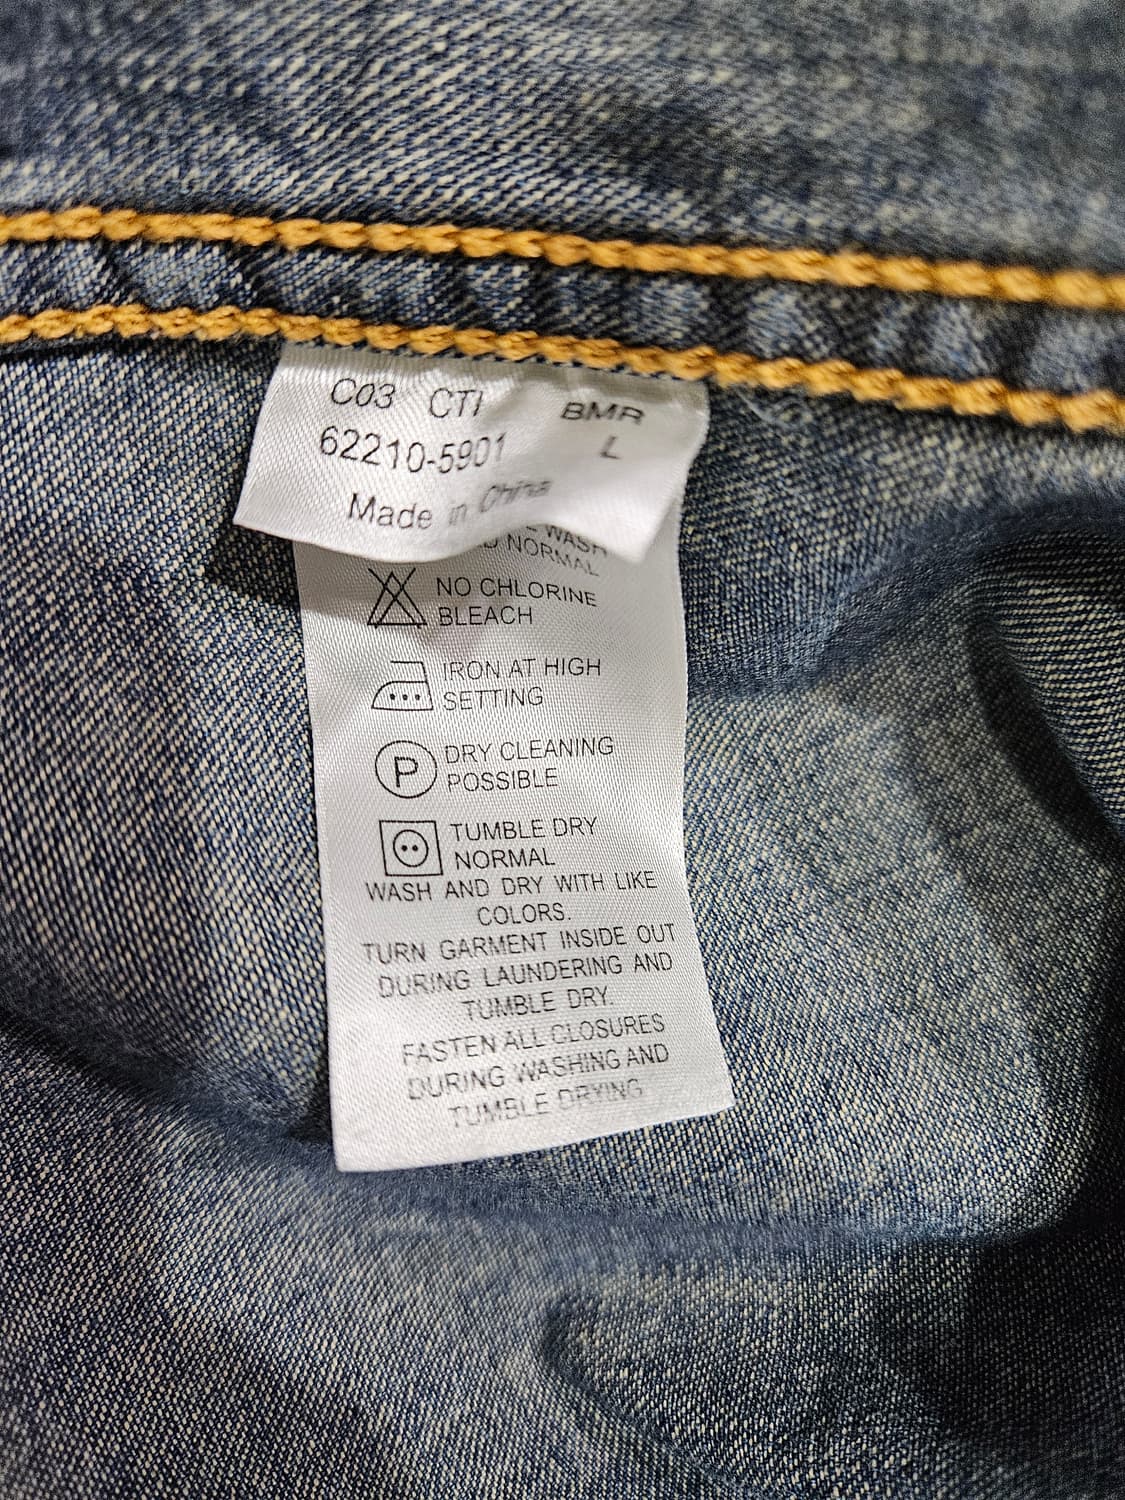 C03 CTI BMR
62210-5901 L
Made in China
WASH
NORMAL
NO CHLORINE
BLEACH
IRON AT HIGH
SETTING
P
DRY CLEANING
POSSIBLE
TUMBLE DRY
NORMAL
WASH AND DRY WITH LIKE
COLORS.
TURN GARMENT INSIDE OUT
DURING LAUNDERING AND
TUMBLE DRY.
FASTEN ALL CLOSURES
DURING WASHING AND
TUMBLE DRYING